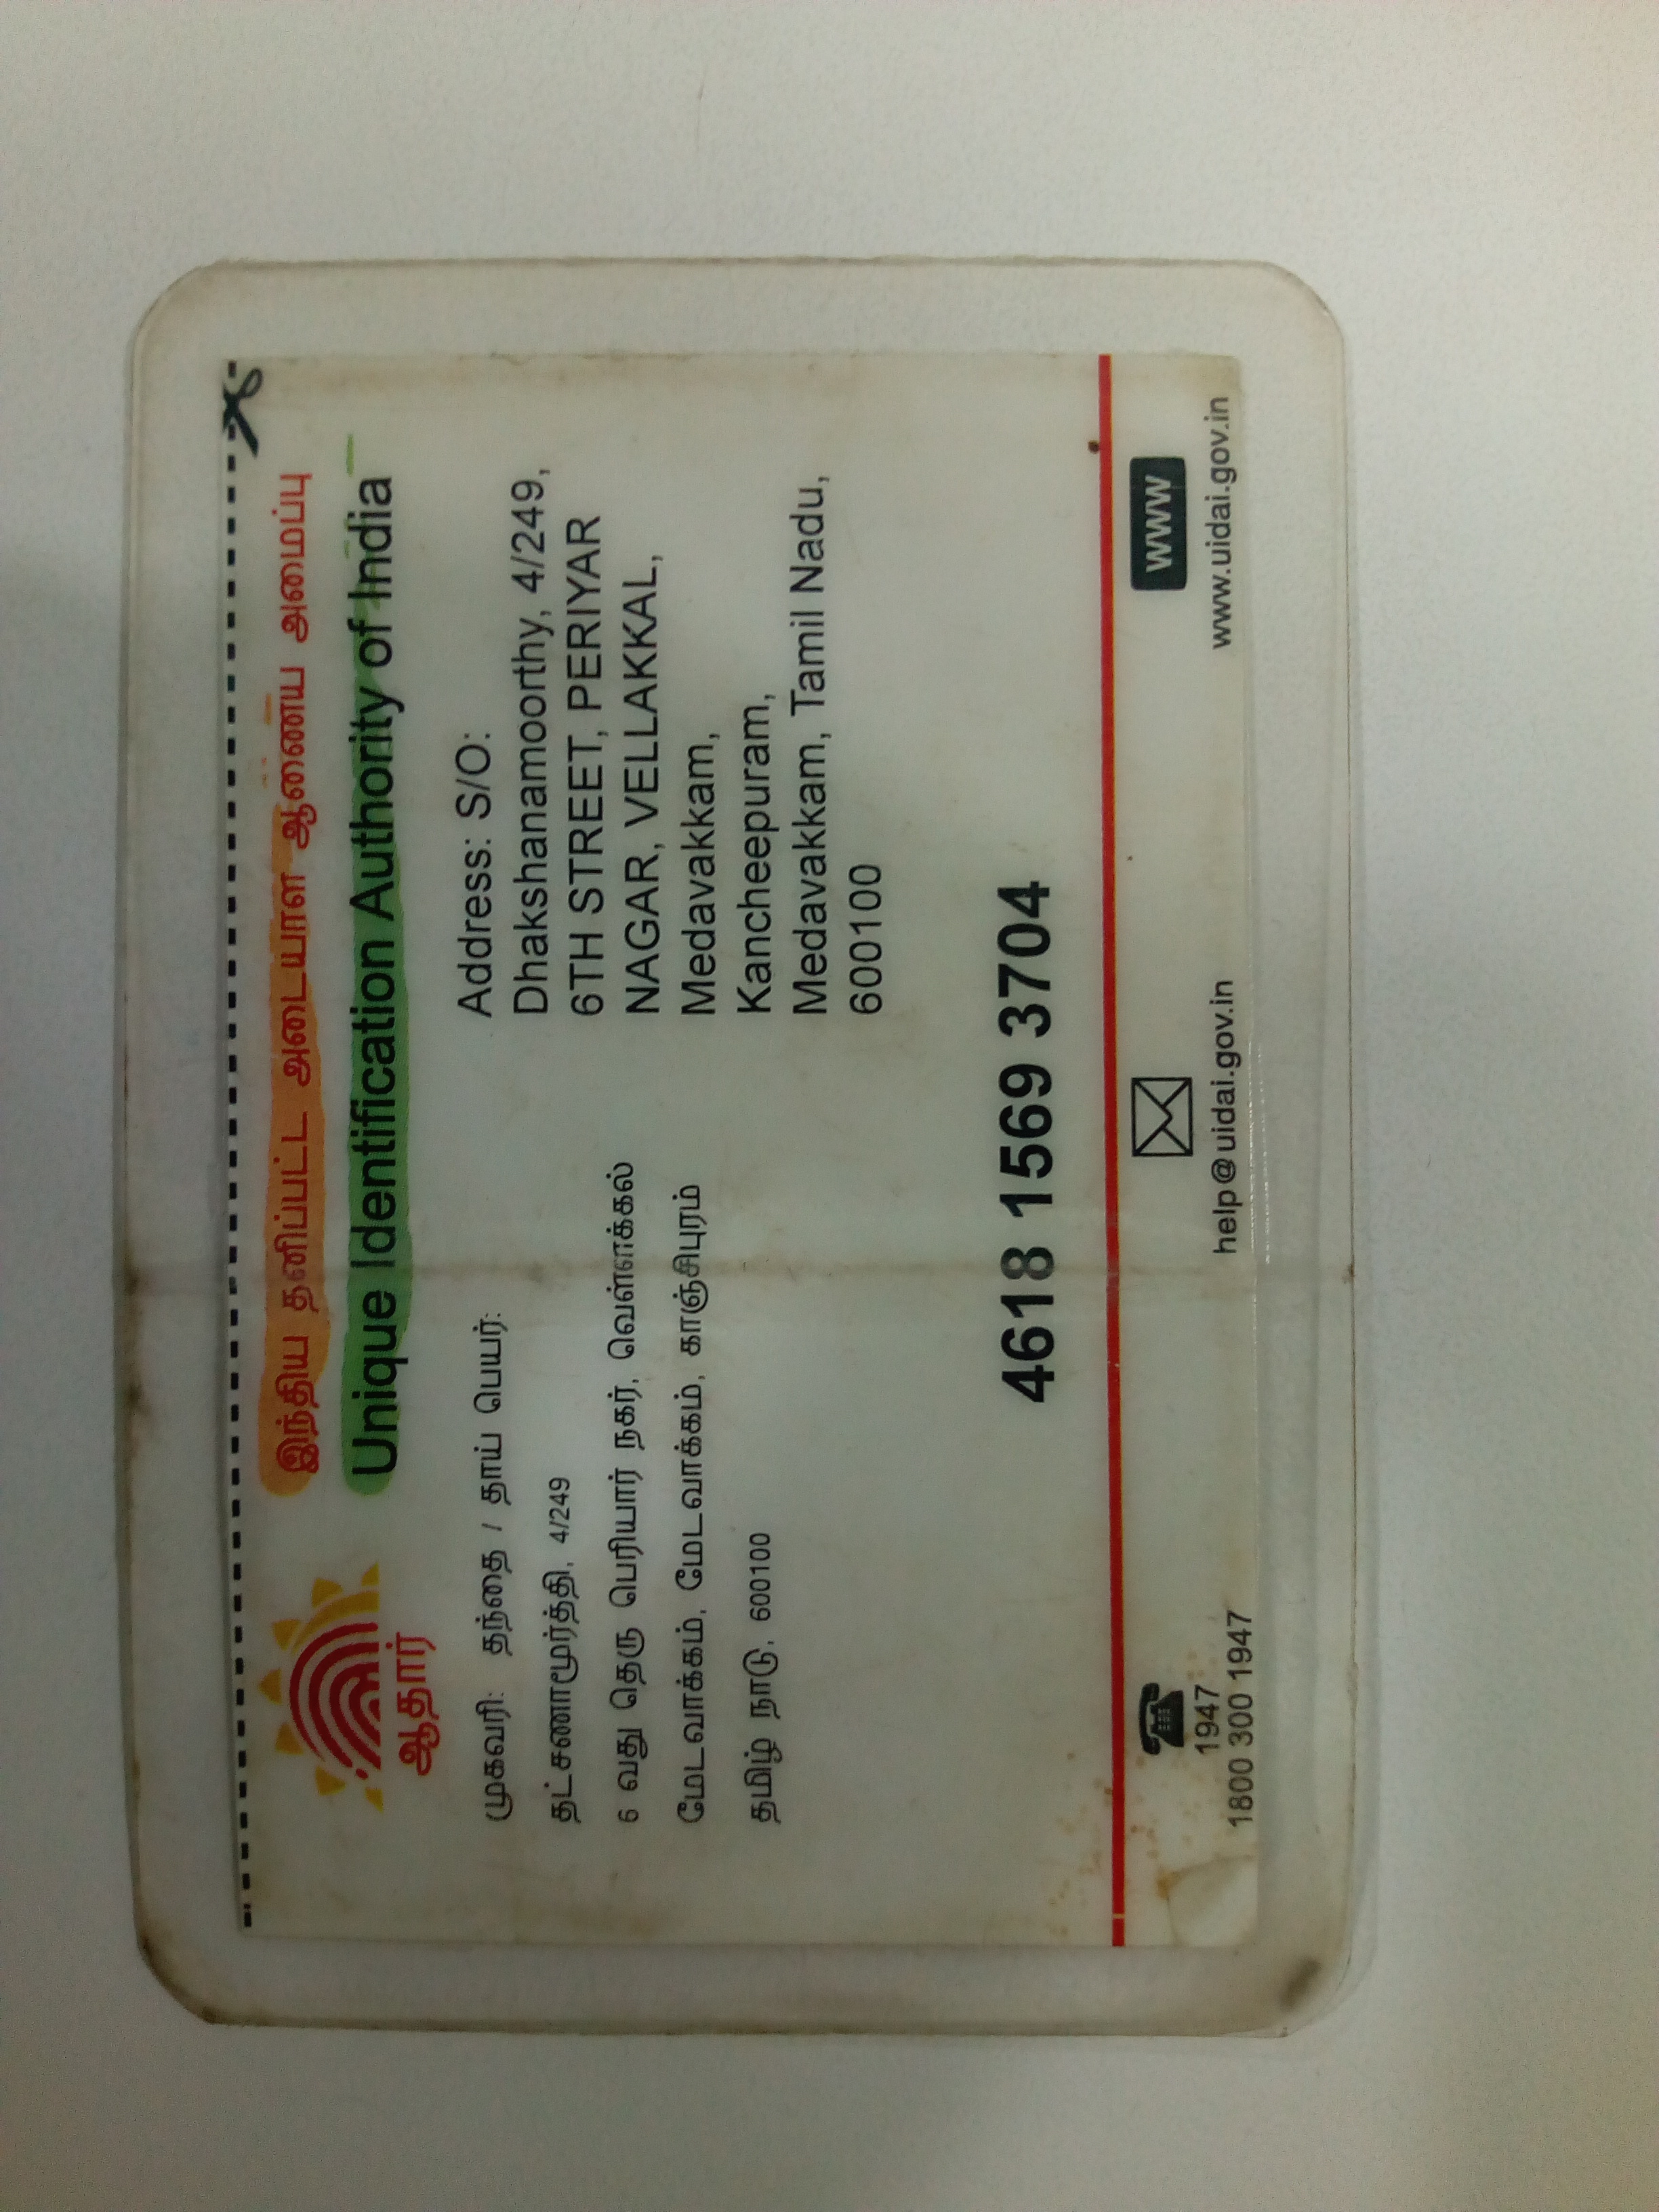 இந்திய தனிப்பட்ட அடையாள ஆணைய அமைப்பு
Unique Identification Authority of India
ஆதார்
முகவரி: தந்தை / தாய் பெயர்:
தட்சணாமூர்த்தி, 4/249
6 வது தெரு பெரியார் நகர், வெள்ளக்கல்
மேடவாக்கம், மேடவாக்கம், காஞ்சிபுரம்
தமிழ் நாடு, 600100
Address: S/O:
Dhakshanamoorthy, 4/249,
6TH STREET, PERIYAR
NAGAR, VELLAKKAL,
Medavakkam,
Kancheepuram,
Medavakkam, Tamil Nadu,
600100
4618 1569 3704
1947
1800 300 1947
help@uidai.gov.in
WWW
www.uidai.gov.in